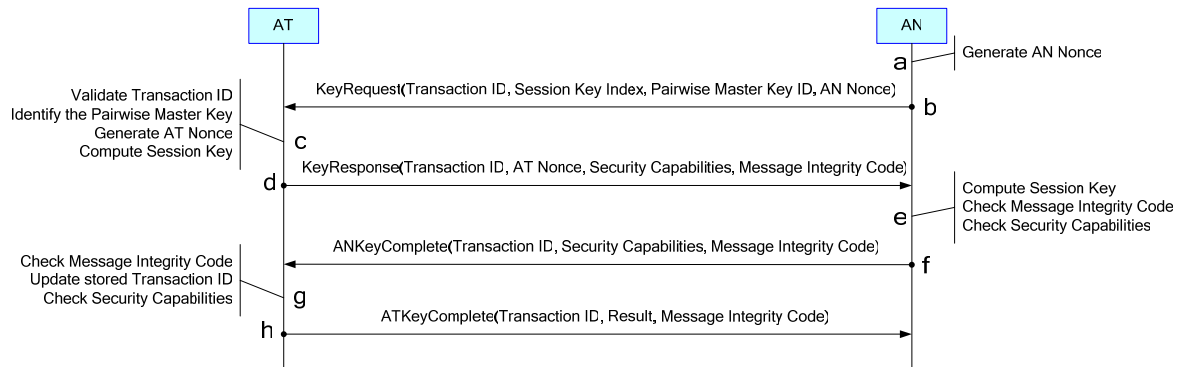 AT
AN
a
Generate AN Nonce
KeyRequest(Transaction ID, Session Key Index, Pairwise Master Key ID, AN Nonce)
b
Validate Transaction ID
Identify the Pairwise Master Key
Generate AT Nonce
Compute Session Key
c
KeyResponse(Transaction ID, AT Nonce, Security Capabilities, Message Integrity Code)
d
Compute Session Key
Check Message Integrity Code
Check Security Capabilities
e
ANKeyComplete(Transaction ID, Security Capabilities, Message Integrity Code)
f
Check Message Integrity Code
Update stored Transaction ID
Check Security Capabilities
g
ATKeyComplete(Transaction ID, Result, Message Integrity Code)
h